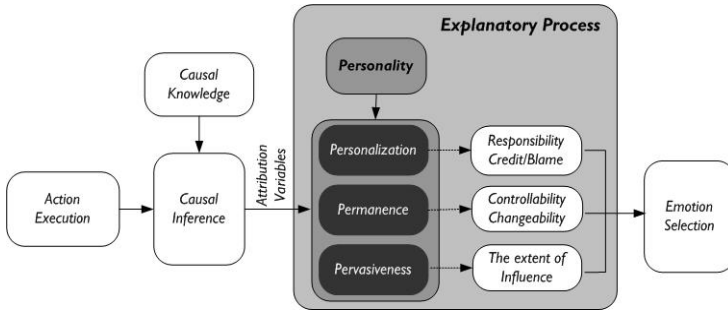 Explanatory Process
Causal
Knowledge
Personality
Action
Execution
Causal
Inference
Attribution
Variables
Personalization
Permanence
Pervasiveness
Responsibility
Credit/Blame
Controllability
Changeability
The extent of
Influence
Emotion
Selection